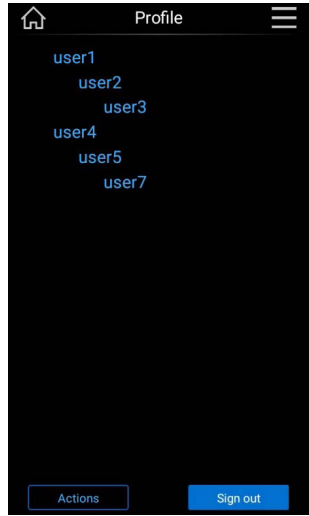 Profile
user1
user2
user3
user4
user5
user7
Actions
Sign out